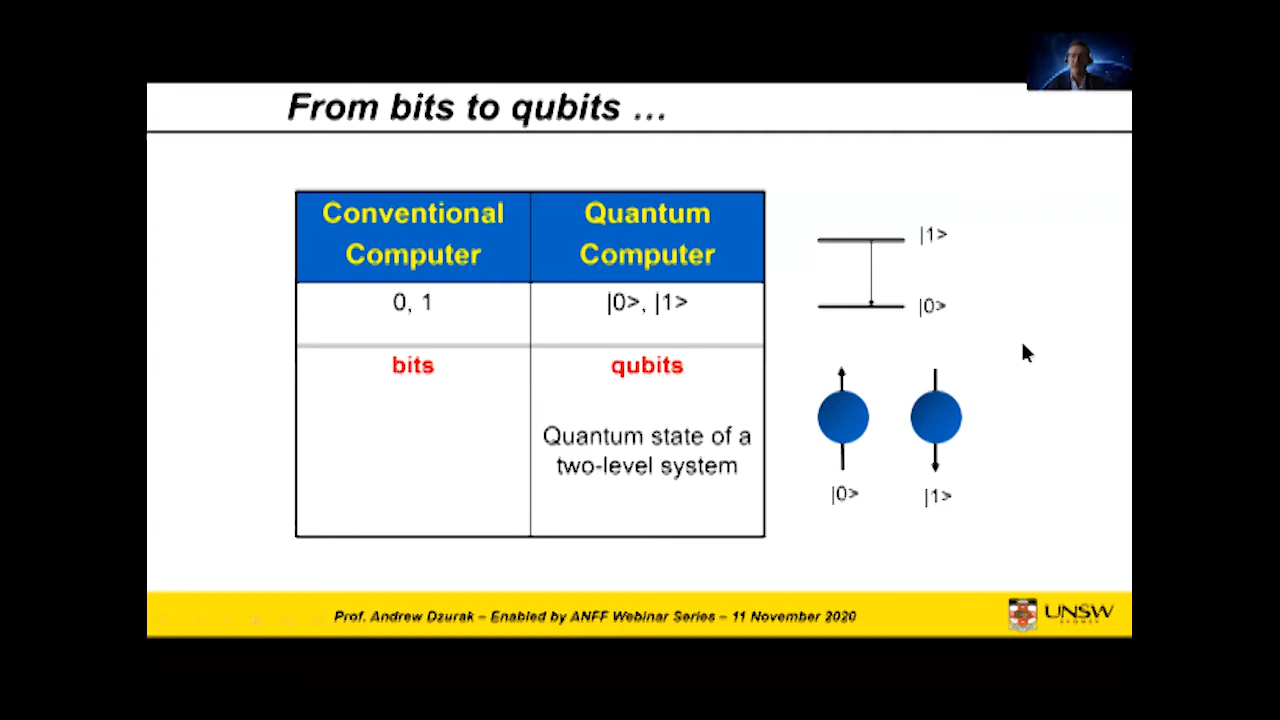 From bits to qubits ...
Conventional
Computer
Quantum
Computer
0, 1
|0>, |1>
bits
qubits
Quantum state of a
two-level system
|1>
|0>
|0>
|1>
Prof. Andrew Dzurak – Enabled by ANFF Webinar Series – 11 November 2020
UNSW
SYDNEY